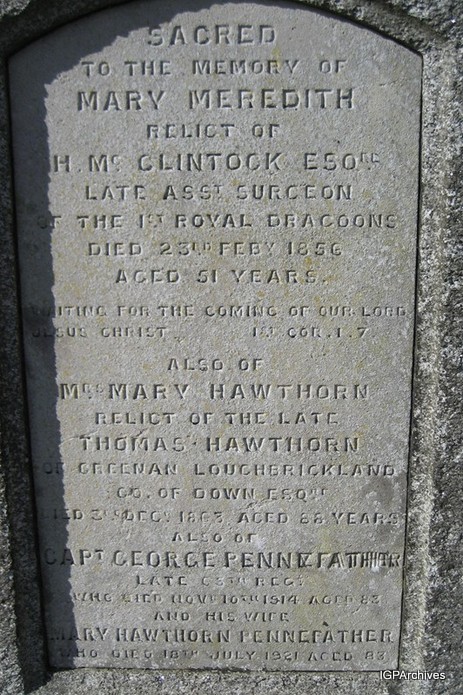 SACRED
TO THE MEMORY OF
MARY MEREDITH
RELICT OF
H. Mc CLINTOCK ESQRE
LATE ASST SURGEON
OF THE 1ST ROYAL DRAGOONS
DIED 23RD FEBY 1856
AGED 51 YEARS.
WAITING FOR THE COMING OF OUR LORD
JESUS CHRIST 1ST COR. 1. 7
ALSO OF
MRS MARY HAWTHORN
RELICT OF THE LATE
THOMAS HAWTHORN
OF GREENAN LOUGHBRICKLAND
CO. OF DOWN ESQRE
DIED DECR 1863 AGED 88 YEARS
ALSO OF
CAPT GEORGE PENNEFATHER
LATE REGT
WHO DIED NOVR 10TH 1914 AGED 82
AND HIS WIFE
MARY HAWTHORN PENNEFATHER
WHO DIED 18TH JULY 1921 AGED 83
IGPArchives